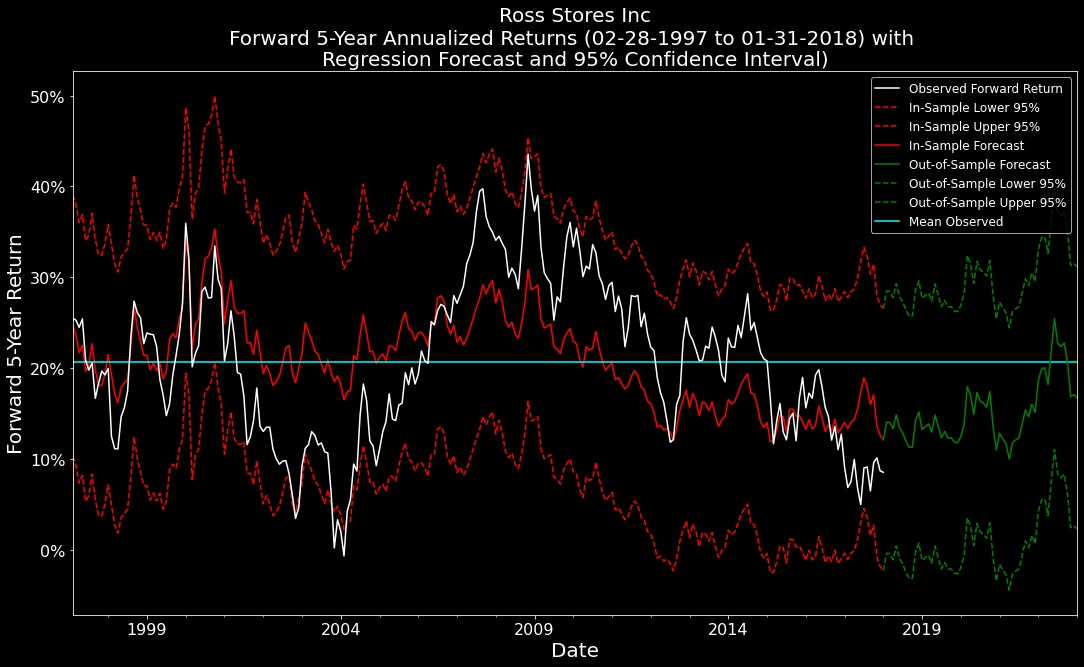 Ross Stores Inc
Forward 5-Year Annualized Returns (02-28-1997 to 01-31-2018) with
Regression Forecast and 95% Confidence Interval)
Observed Forward Return
In-Sample Lower 95%
In-Sample Upper 95%
In-Sample Forecast
Out-of-Sample Forecast
Out-of-Sample Lower 95%
Out-of-Sample Upper 95%
Mean Observed
Forward 5-Year Return
50%
40%
30%
20%
10%
0%
1999
2004
2009
2014
2019
Date